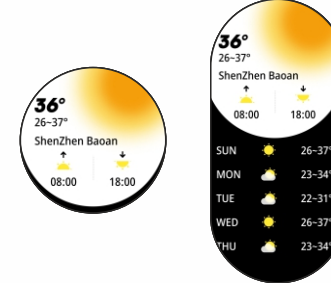 36°
26~37°
ShenZhen Baoan
08:00 18:00
36°
26~37°
ShenZhen Baoan
08:00 18:00
SUN 26~37°
MON 23~34°
TUE 22~31°
WED 26~37°
THU 23~34°